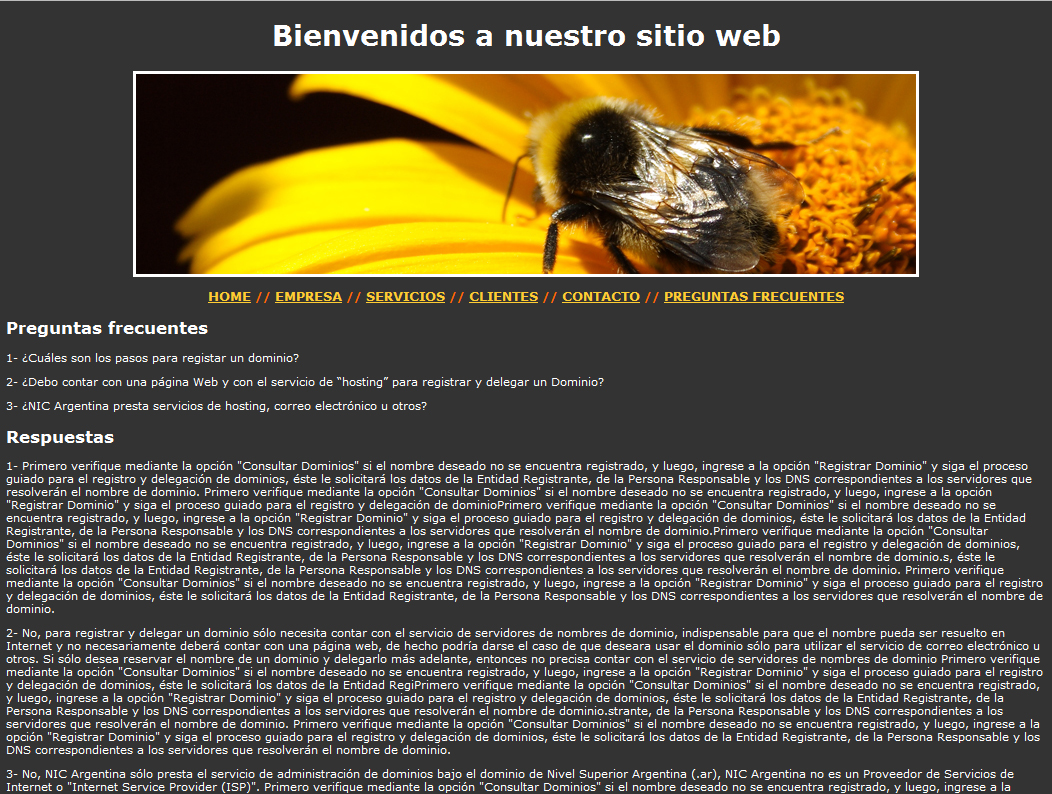 Bienvenidos a nuestro sitio web
HOME // EMPRESA // SERVICIOS // CLIENTES // CONTACTO // PREGUNTAS FRECUENTES
Preguntas frecuentes
1- ¿Cuáles son los pasos para registar un dominio?
2- ¿Debo contar con una página Web y con el servicio de “hosting” para registrar y delegar un Dominio?
3- ¿NIC Argentina presta servicios de hosting, correo electrónico u otros?
Respuestas
1- Primero verifique mediante la opción "Consultar Dominios" si el nombre deseado no se encuentra registrado, y luego, ingrese a la opción "Registrar Dominio" y siga el proceso
guiado para el registro y delegación de dominios, éste le solicitará los datos de la Entidad Registrante, de la Persona Responsable y los DNS correspondientes a los servidores que
resolverán el nombre de dominio. Primero verifique mediante la opción "Consultar Dominios" si el nombre deseado no se encuentra registrado, y luego, ingrese a la opción
"Registrar Dominio" y siga el proceso guiado para el registro y delegación de dominioPrimero verifique mediante la opción "Consultar Dominios" si el nombre deseado no se
encuentra registrado, y luego, ingrese a la opción "Registrar Dominio" y siga el proceso guiado para el registro y delegación de dominios, éste le solicitará los datos de la Entidad
Registrante, de la Persona Responsable y los DNS correspondientes a los servidores que resolverán el nombre de dominio.Primero verifique mediante la opción "Consultar
Dominios" si el nombre deseado no se encuentra registrado, y luego, ingrese a la opción "Registrar Dominio" y siga el proceso guiado para el registro y delegación de dominios,
éste le solicitará los datos de la Entidad Registrante, de la Persona Responsable y los DNS correspondientes a los servidores que resolverán el nombre de dominio.s, éste le
solicitará los datos de la Entidad Registrante, de la Persona Responsable y los DNS correspondientes a los servidores que resolverán el nombre de dominio. Primero verifique
mediante la opción "Consultar Dominios" si el nombre deseado no se encuentra registrado, y luego, ingrese a la opción "Registrar Dominio" y siga el proceso guiado para el registro
y delegación de dominios, éste le solicitará los datos de la Entidad Registrante, de la Persona Responsable y los DNS correspondientes a los servidores que resolverán el nombre de
dominio.
2- No, para registrar y delegar un dominio sólo necesita contar con el servicio de servidores de nombres de dominio, indispensable para que el nombre pueda ser resuelto en
Internet y no necesariamente deberá contar con una página web, de hecho podría darse el caso de que deseara usar el dominio sólo para utilizar el servicio de correo electrónico u
otros. Si sólo desea reservar el nombre de un dominio y delegarlo más adelante, entonces no precisa contar con el servicio de servidores de nombres de dominio Primero verifique
mediante la opción "Consultar Dominios" si el nombre deseado no se encuentra registrado, y luego, ingrese a la opción "Registrar Dominio" y siga el proceso guiado para el registro
y delegación de dominios, éste le solicitará los datos de la Entidad RegiPrimero verifique mediante la opción "Consultar Dominios" si el nombre deseado no se encuentra registrado,
y luego, ingrese a la opción "Registrar Dominio" y siga el proceso guiado para el registro y delegación de dominios, éste le solicitará los datos de la Entidad Registrante, de la
Persona Responsable y los DNS correspondientes a los servidores que resolverán el nombre de dominio.strante, de la Persona Responsable y los DNS correspondientes a los
servidores que resolverán el nombre de dominio. Primero verifique mediante la opción "Consultar Dominios" si el nombre deseado no se encuentra registrado, y luego, ingrese a la
opción "Registrar Dominio" y siga el proceso guiado para el registro y delegación de dominios, éste le solicitará los datos de la Entidad Registrante, de la Persona Responsable y los
DNS correspondientes a los servidores que resolverán el nombre de dominio.
3- No, NIC Argentina sólo presta el servicio de administración de dominios bajo el dominio de Nivel Superior Argentina (.ar), NIC Argentina no es un Proveedor de Servicios de
Internet o "Internet Service Provider (ISP)". Primero verifique mediante la opción "Consultar Dominios" si el nombre deseado no se encuentra registrado, y luego, ingrese a la